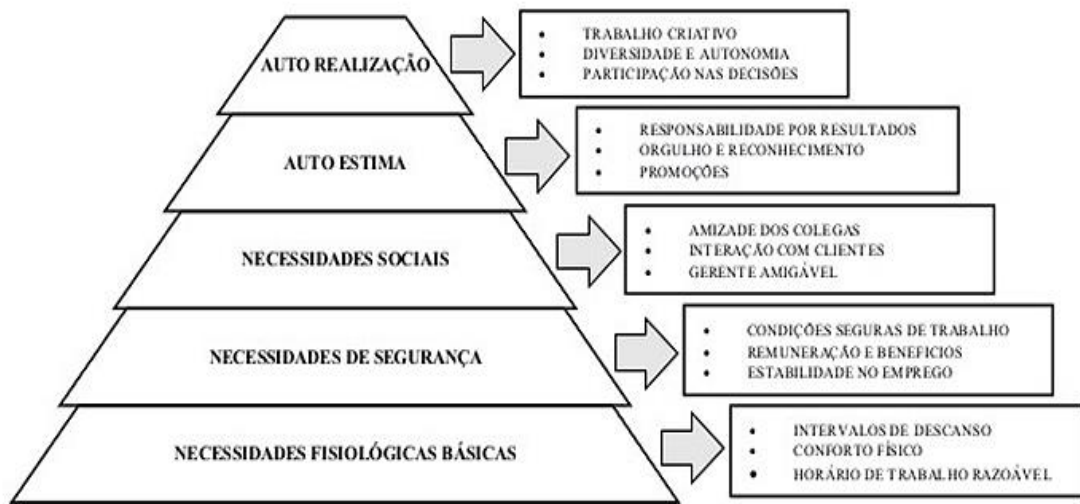 AUTO REALIZAÇÃO
• TRABALHO CRIATIVO
• DIVERSIDADE E AUTONOMIA
• PARTICIPAÇÃO NAS DECISÕES
AUTO ESTIMA
• RESPONSABILIDADE POR RESULTADOS
• ORGULHO E RECONHECIMENTO
• PROMOÇÕES
NECESSIDADES SOCIAIS
• AMIZADE DOS COLEGAS
• INTERAÇÃO COM CLIENTES
• GERENTE AMIGÁVEL
NECESSIDADES DE SEGURANÇA
• CONDIÇÕES SEGURAS DE TRABALHO
• REMUNERAÇÃO E BENEFICIOS
• ESTABILIDADE NO EMPREGO
NECESSIDADES FISIOLÓGICAS BÁSICAS
• INTERVALOS DE DESCANSO
• CONFORTO FÍSICO
• HORÁRIO DE TRABALHO RAZOÁVEL